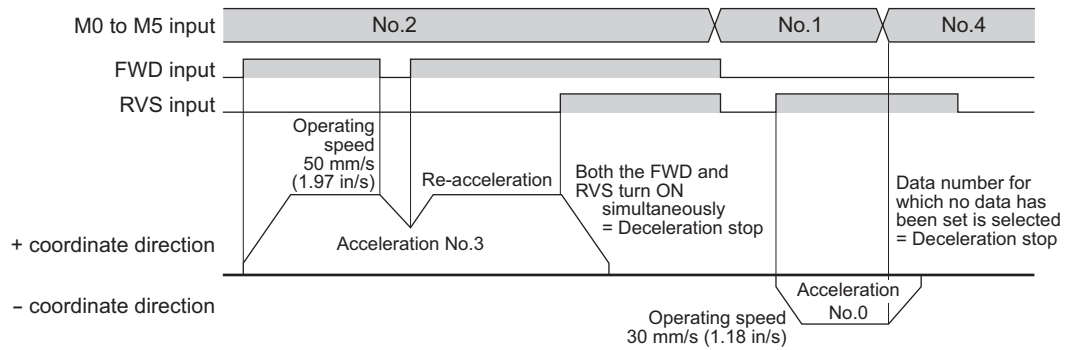 M0 to M5 input
No.2
No.1
No.4
FWD input
RVS input
Operating
speed
50 mm/s
(1.97 in/s)
Re-acceleration
Both the FWD and
RVS turn ON
simultaneously
= Deceleration stop
Data number for
which no data has
been set is selected
= Deceleration stop
+ coordinate direction
Acceleration No.3
– coordinate direction
Acceleration
No.0
Operating speed
30 mm/s (1.18 in/s)